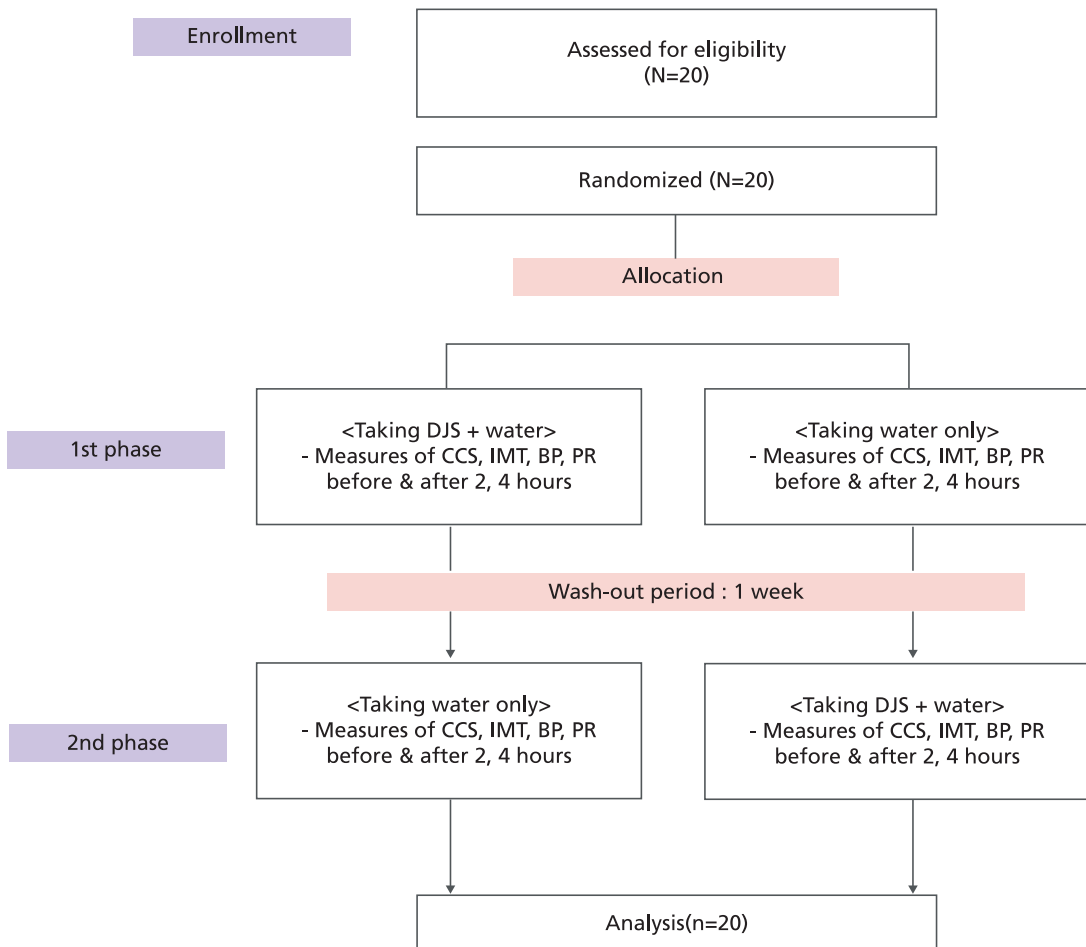 Enrollment
Assessed for eligibility
(N=20)
Randomized (N=20)
Allocation
1st phase
<Taking DJS + water>
- Measures of CCS, IMT, BP, PR
before & after 2, 4 hours
<Taking water only>
- Measures of CCS, IMT, BP, PR
before & after 2, 4 hours
Wash-out period : 1 week
2nd phase
<Taking water only>
- Measures of CCS, IMT, BP, PR
before & after 2, 4 hours
<Taking DJS + water>
- Measures of CCS, IMT, BP, PR
before & after 2, 4 hours
Analysis(n=20)